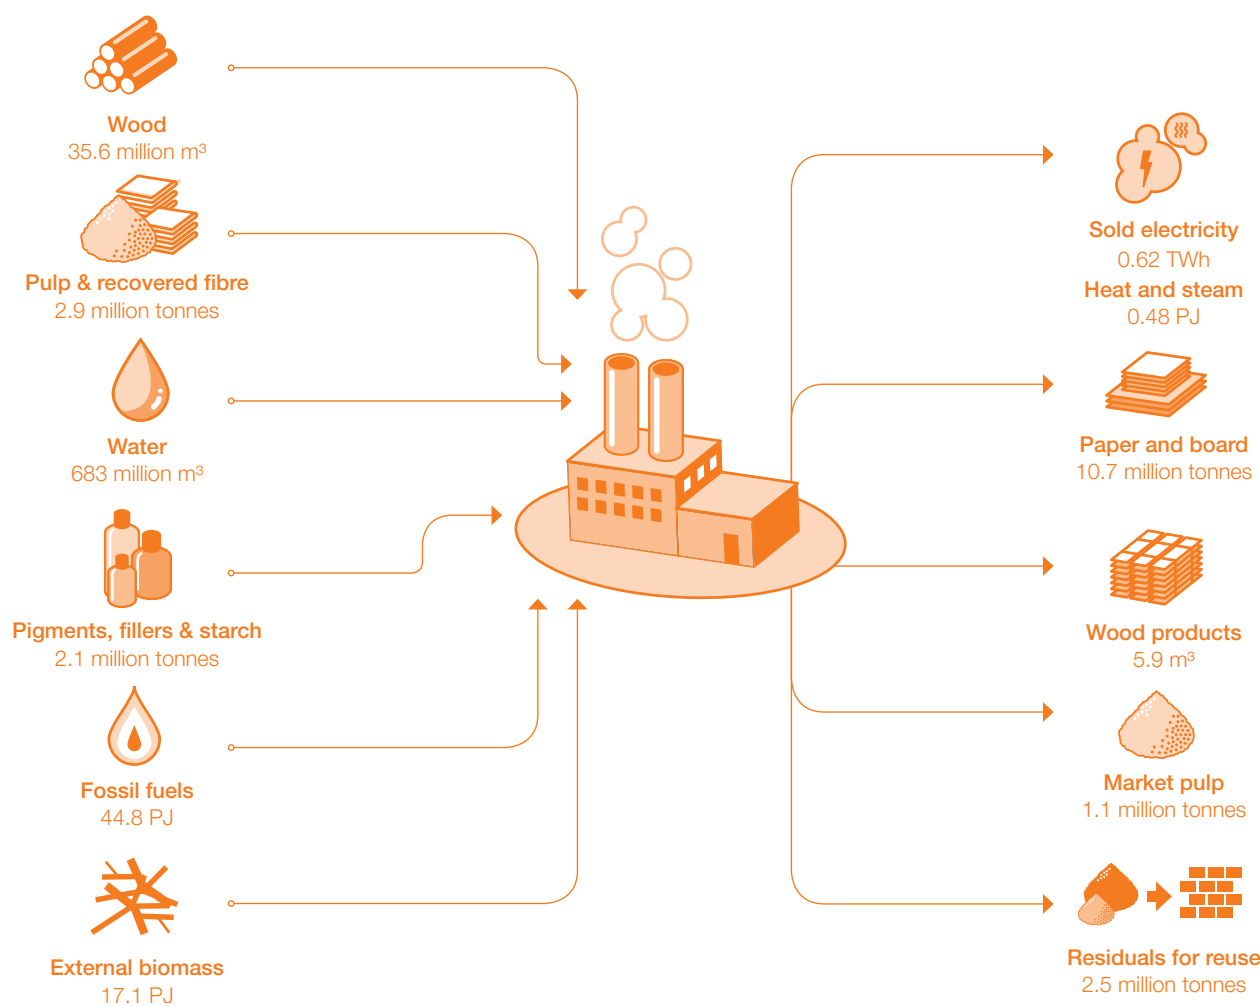 Wood
35.6 million m³
Pulp & recovered fibre
2.9 million tonnes
Water
683 million m³
Pigments, fillers & starch
2.1 million tonnes
Fossil fuels
44.8 PJ
External biomass
17.1 PJ
Sold electricity
0.62 TWh
Heat and steam
0.48 PJ
Paper and board
10.7 million tonnes
Wood products
5.9 m³
Market pulp
1.1 million tonnes
Residuals for reuse
2.5 million tonnes